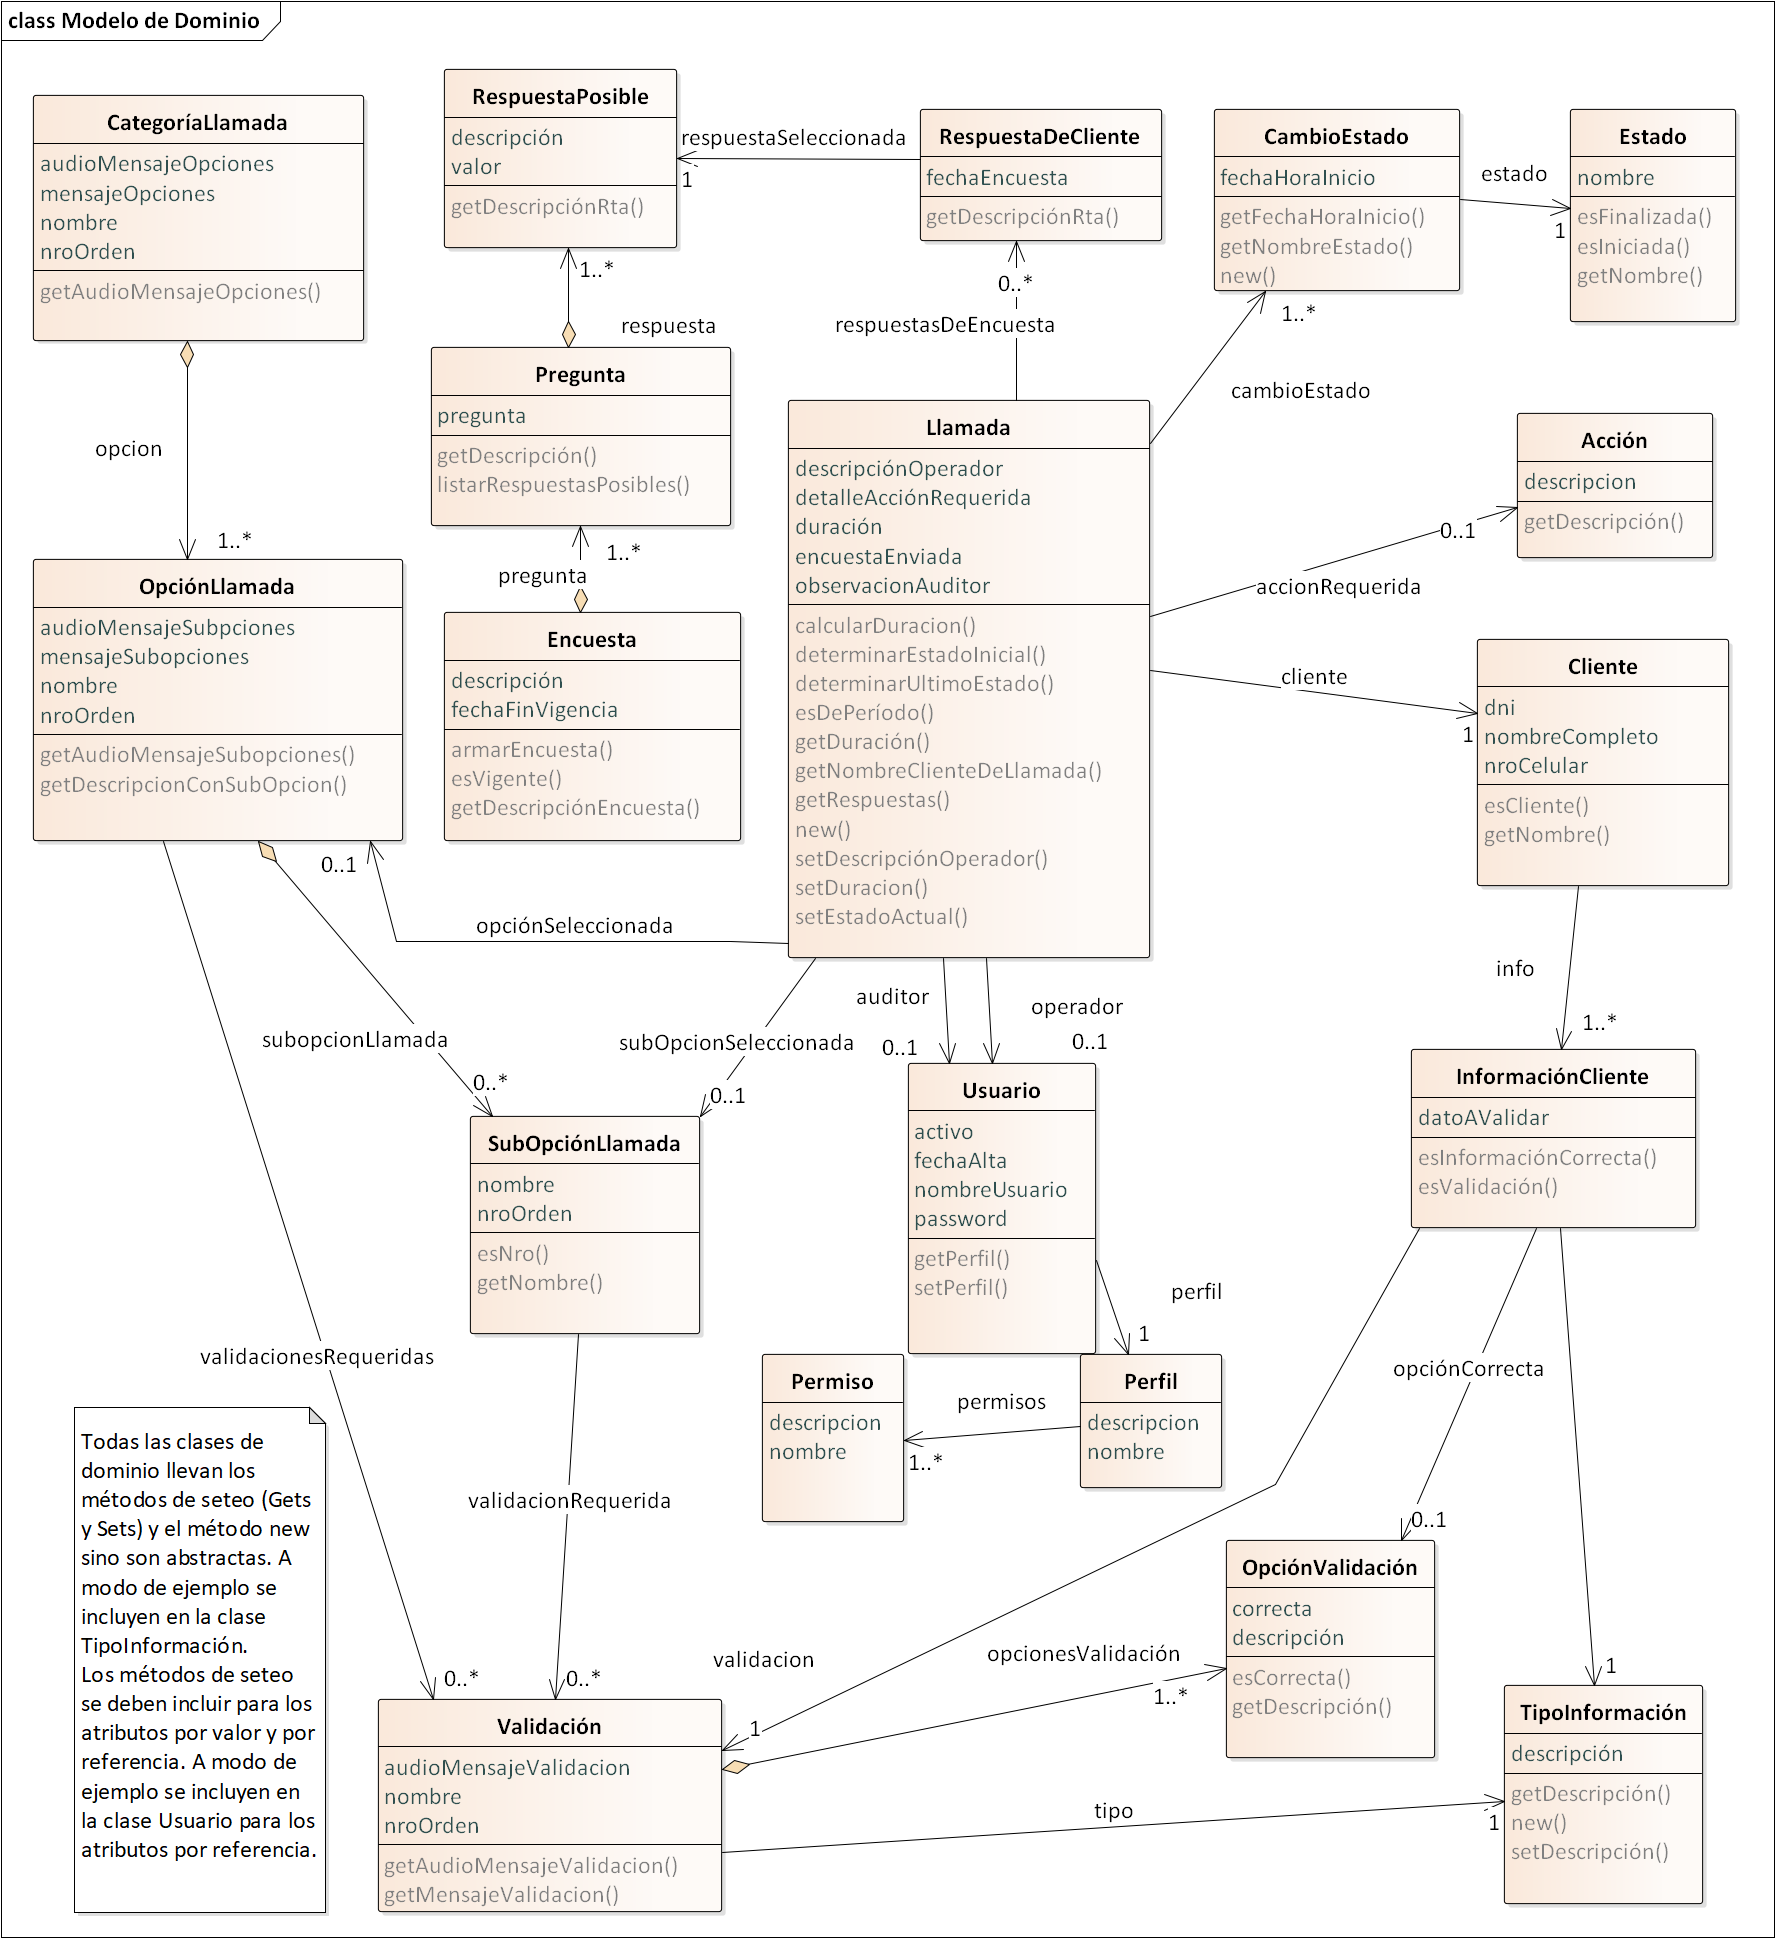 class Modelo de Dominio
CategoríaLlamada
audioMensajeOpciones
mensajeOpciones
nombre
nroOrden
getAudioMensajeOpciones()
opcion
1..*
OpciónLlamada
audioMensajeSubpciones
mensajeSubopciones
nombre
nroOrden
getAudioMensajeSubopciones()
getDescripcionConSubOpcion()
RespuestaPosible
descripción
valor
getDescripciónRta()
respuestaSeleccionada
1
1..*
respuesta
Pregunta
pregunta
getDescripción()
listarRespuestasPosibles()
1..*
pregunta
Encuesta
descripción
fechaFinVigencia
armarEncuesta()
esVigente()
getDescripciónEncuesta()
RespuestaDeCliente
fechaEncuesta
getDescripciónRta()
0..*
respuestasDeEncuesta
CambioEstado
fechaHoraInicio
getFechaHoraInicio()
getNombreEstado()
new()
estado
1
1..*
cambioEstado
Estado
nombre
esFinalizada()
esIniciada()
getNombre()
Llamada
descripciónOperador
detalleAcciónRequerida
duración
encuestaEnviada
observacionAuditor
calcularDuracion()
determinarEstadoInicial()
determinarUltimoEstado()
esDePeríodo()
getDuración()
getNombreClienteDeLlamada()
getRespuestas()
new()
setDescripciónOperador()
setDuracion()
setEstadoActual()
Acción
descripcion
getDescripción()
0..1
accionRequerida
cliente
1
Cliente
dni
nombreCompleto
nroCelular
esCliente()
getNombre()
0..1
opciónSeleccionada
info
1..*
auditor
0..1
operador
0..1
subopcionLlamada
0..*
subOpcionSeleccionada
0..1
SubOpciónLlamada
nombre
nroOrden
esNro()
getNombre()
Usuario
activo
fechaAlta
nombreUsuario
password
getPerfil()
setPerfil()
perfil
1
InformaciónCliente
datoAValidar
esInformaciónCorrecta()
esValidación()
validacionesRequeridas
0..*
Permiso
descripcion
nombre
permisos
1..*
Perfil
descripcion
nombre
opciónCorrecta
0..1
validacionRequerida
0..*
Todas las clases de
dominio llevan los
métodos de seteo (Gets
y Sets) y el método new
sino son abstractas. A
modo de ejemplo se
incluyen en la clase
TipoInformación.
Los métodos de seteo
se deben incluir para los
atributos por valor y por
referencia. A modo de
ejemplo se incluyen en
la clase Usuario para los
atributos por referencia.
OpciónValidación
correcta
descripción
esCorrecta()
getDescripción()
validacion
1
opcionesValidación
1..*
1
Validación
audioMensajeValidacion
nombre
nroOrden
getAudioMensajeValidacion()
getMensajeValidacion()
tipo
1
TipoInformación
descripción
getDescripción()
new()
setDescripción()